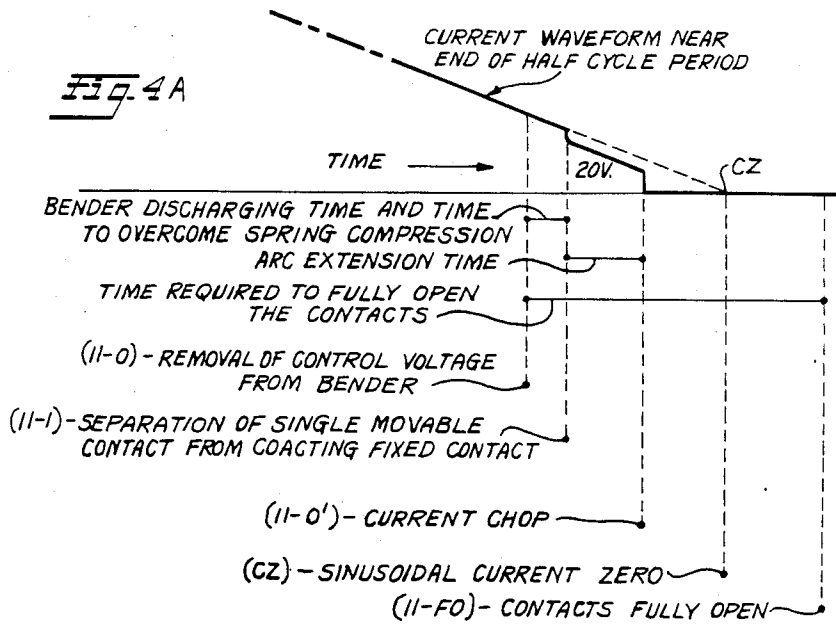 CURRENT WAVEFORM NEAR
END OF HALF CYCLE PERIOD
Fig. 4A
TIME
20V.
CZ
BENDER DISCHARGING TIME AND TIME
TO OVERCOME SPRING COMPRESSION
ARC EXTENSION TIME
TIME REQUIRED TO FULLY OPEN
THE CONTACTS
(11-0)-REMOVAL OF CONTROL VOLTAGE
FROM BENDER
(11-1)-SEPARATION OF SINGLE MOVABLE
CONTACT FROM COACTING FIXED CONTACT
(11-0')-CURRENT CHOP
(CZ)-SINUSOIDAL CURRENT ZERO
(11-FO)-CONTACTS FULLY OPEN